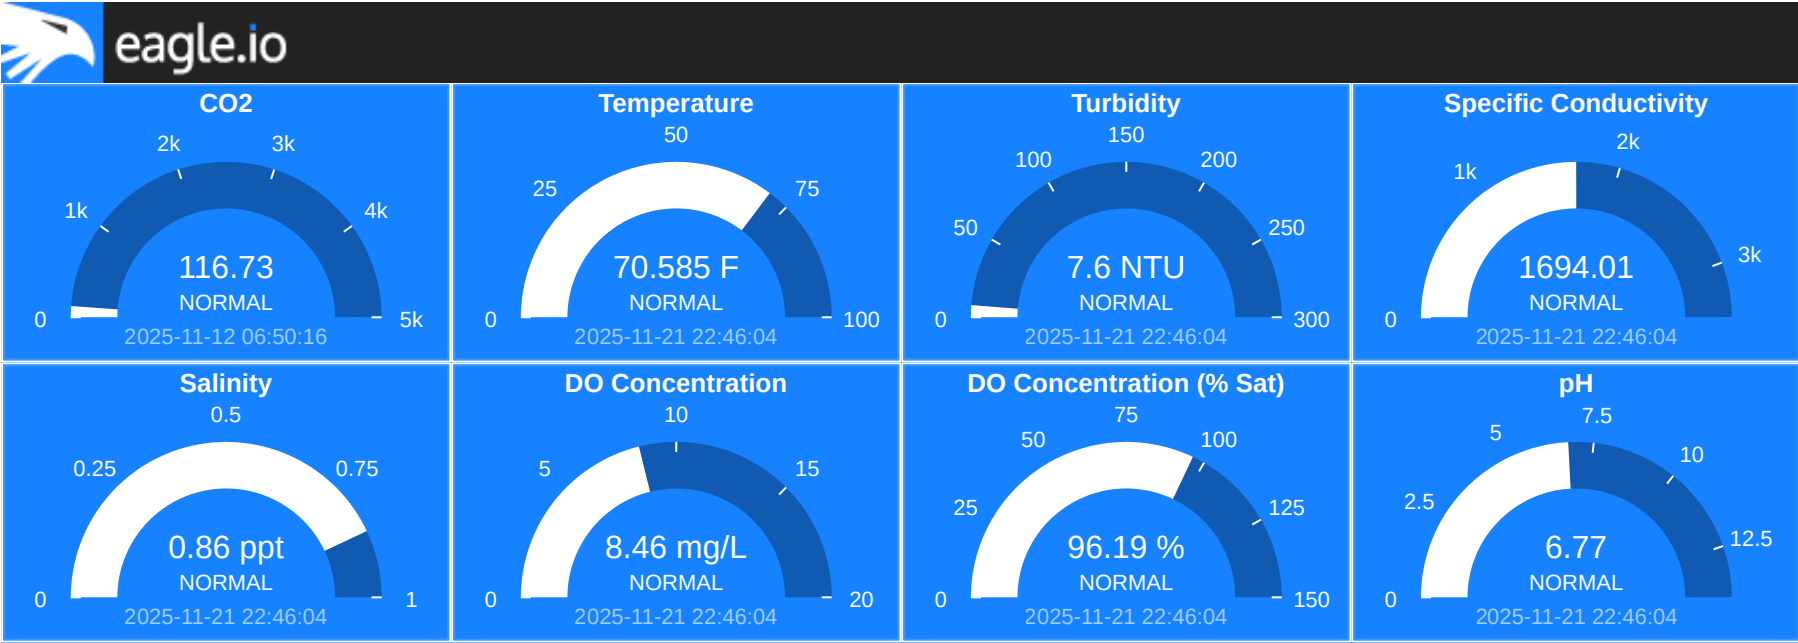 eagle.io
CO2
2k
3k
1k
4k
116.73
NORMAL
0
5k
2025-11-12 06:50:16
Temperature
50
25
75
70.585 F
NORMAL
0
100
2025-11-21 22:46:04
Turbidity
150
100
200
50
250
7.6 NTU
NORMAL
0
300
2025-11-21 22:46:04
Specific Conductivity
2k
1k
3k
1694.01
NORMAL
0
2025-11-21 22:46:04
Salinity
0.5
0.25
0.75
0.86 ppt
NORMAL
0
1
2025-11-21 22:46:04
DO Concentration
10
5
15
8.46 mg/L
NORMAL
0
20
2025-11-21 22:46:04
DO Concentration (% Sat)
75
50
100
25
125
96.19 %
NORMAL
0
150
2025-11-21 22:46:04
pH
7.5
5
10
2.5
12.5
6.77
NORMAL
0
2025-11-21 22:46:04